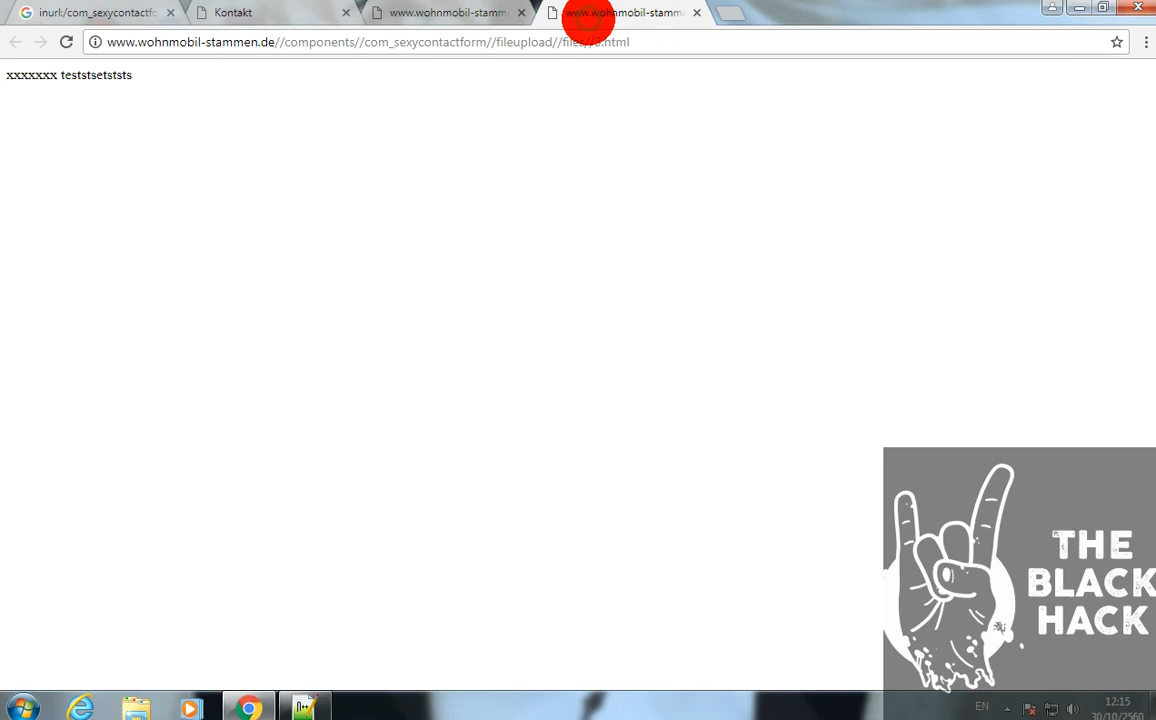 inurl:/com_sexycontactfo
Kontakt
www.wohnmobil-stamm
www.wohnmobil-stamm
www.wohnmobil-stammen.de//components//com_sexycontactform//fileupload//files//3.html
xxxxxxx teststsetststs
THE
BLACK
HACK
EN
12:15
30/10/2560